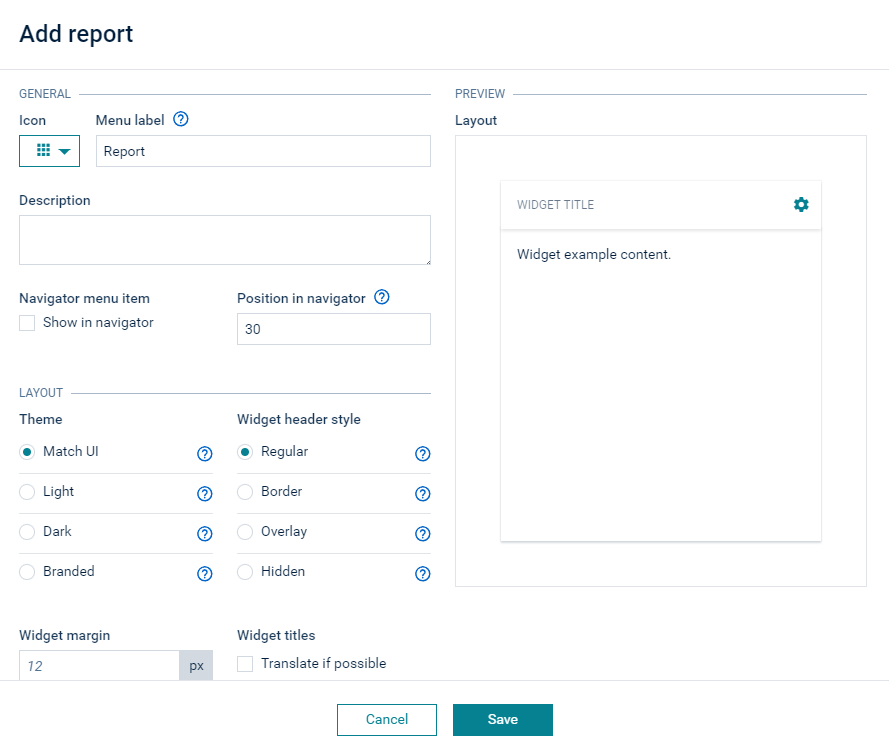 Add report
GENERAL
Icon
Menu label
Report
Description
Navigator menu item
Show in navigator
Position in navigator
30
LAYOUT
Theme
Match UI
Light
Dark
Branded
Widget header style
Regular
Border
Overlay
Hidden
Widget margin
12
px
Widget titles
Translate if possible
PREVIEW
Layout
WIDGET TITLE
Widget example content.
Cancel
Save